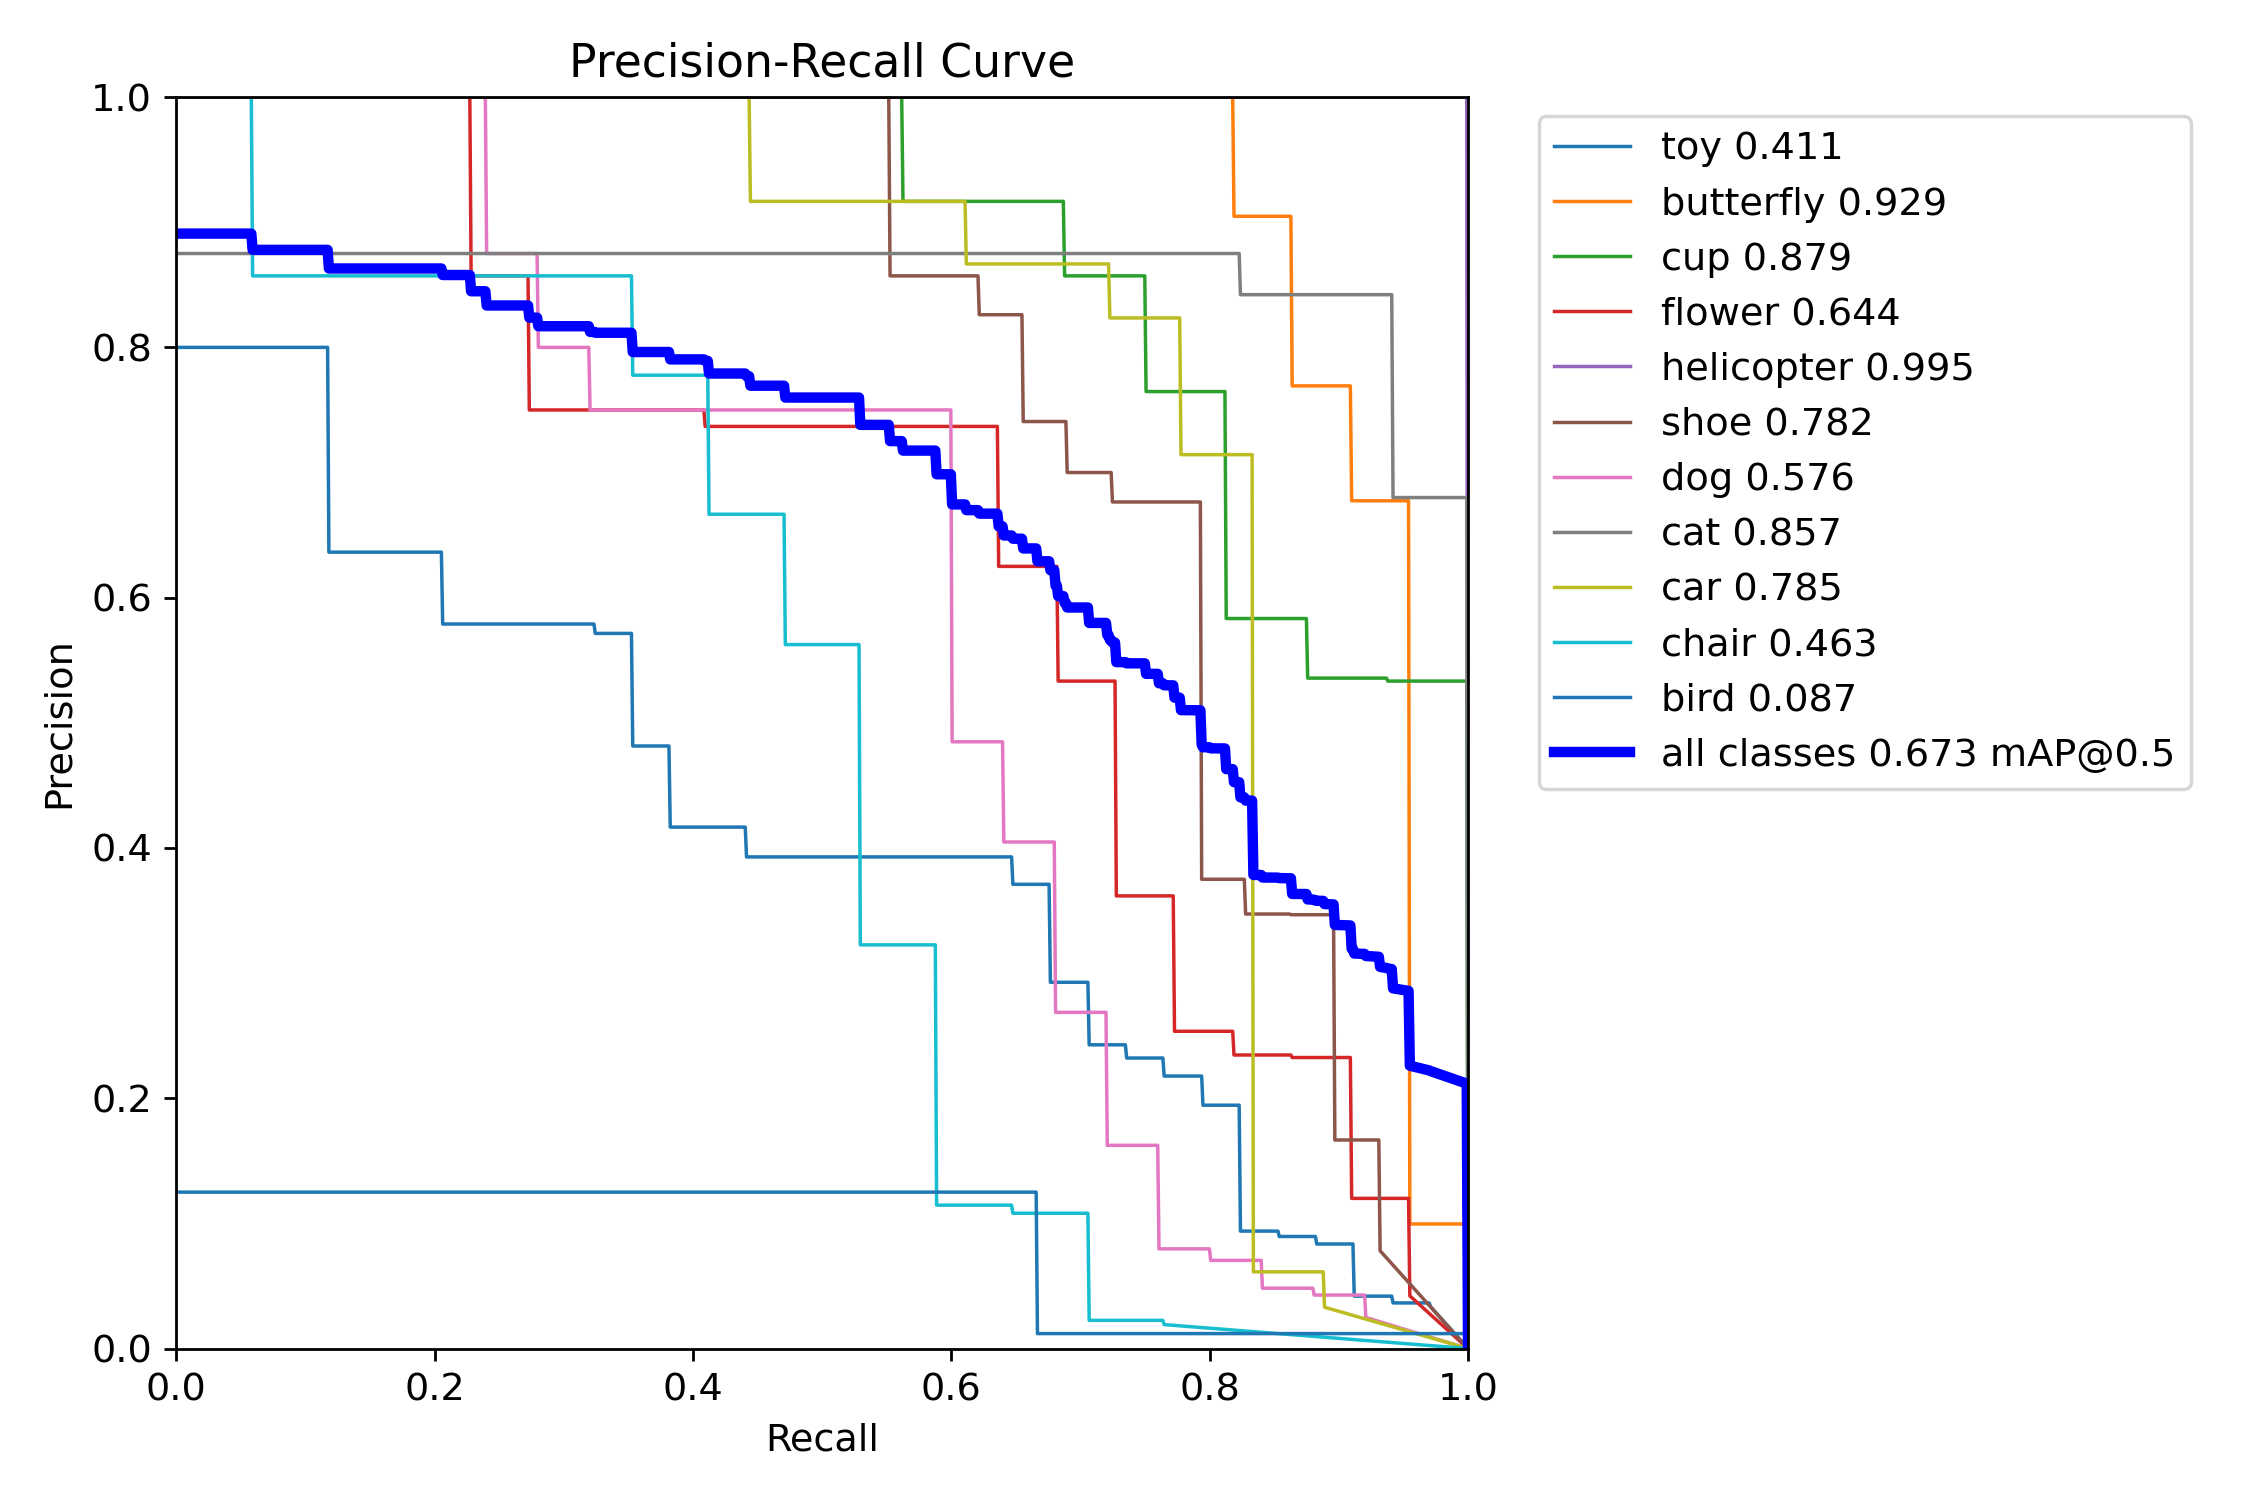 Precision-Recall Curve
1.0
0.8
0.6
0.4
0.2
0.0
Precision
0.0 0.2 0.4 0.6 0.8 1.0
Recall
toy 0.411
butterfly 0.929
cup 0.879
flower 0.644
helicopter 0.995
shoe 0.782
dog 0.576
cat 0.857
car 0.785
chair 0.463
bird 0.087
all classes 0.673 mAP@0.5